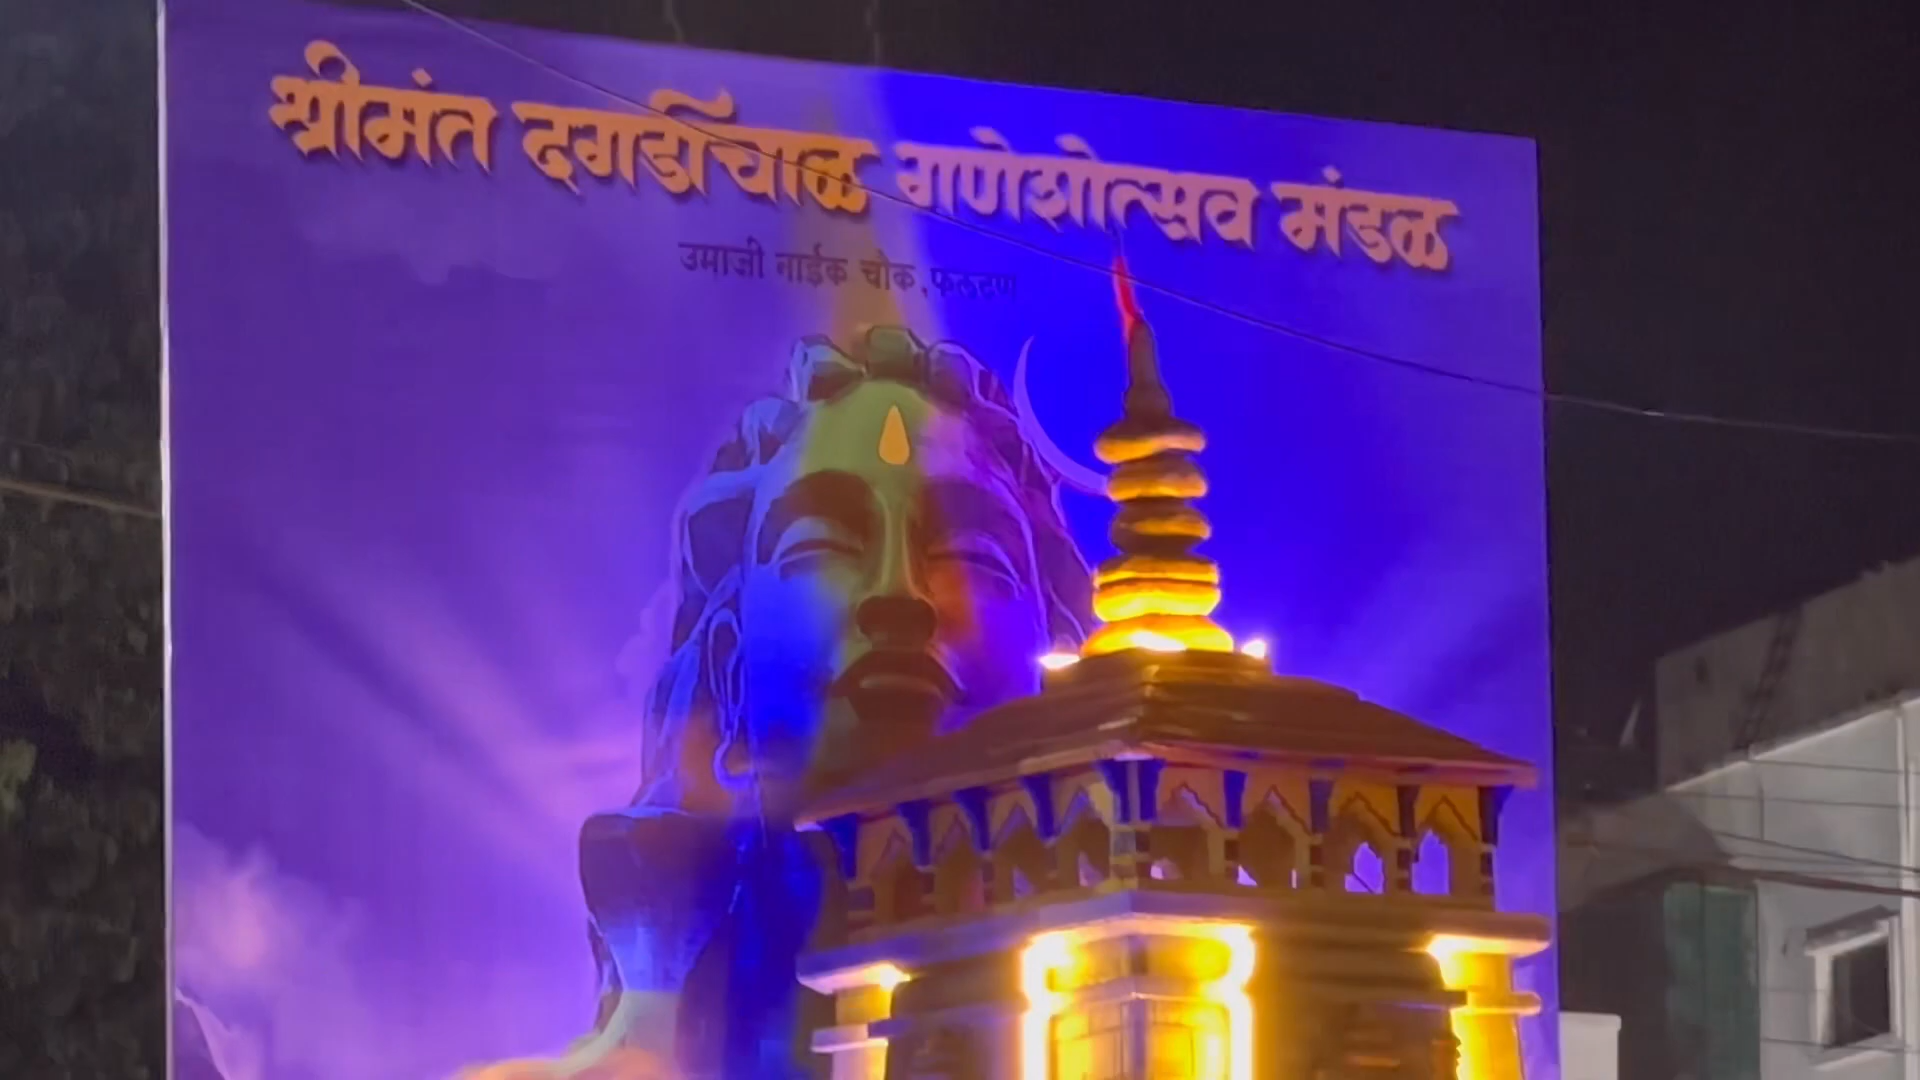 श्रीमंत दगडीचाळ गणेशोत्सव मंडळ
उमाजी नाईक चौक,फलटण